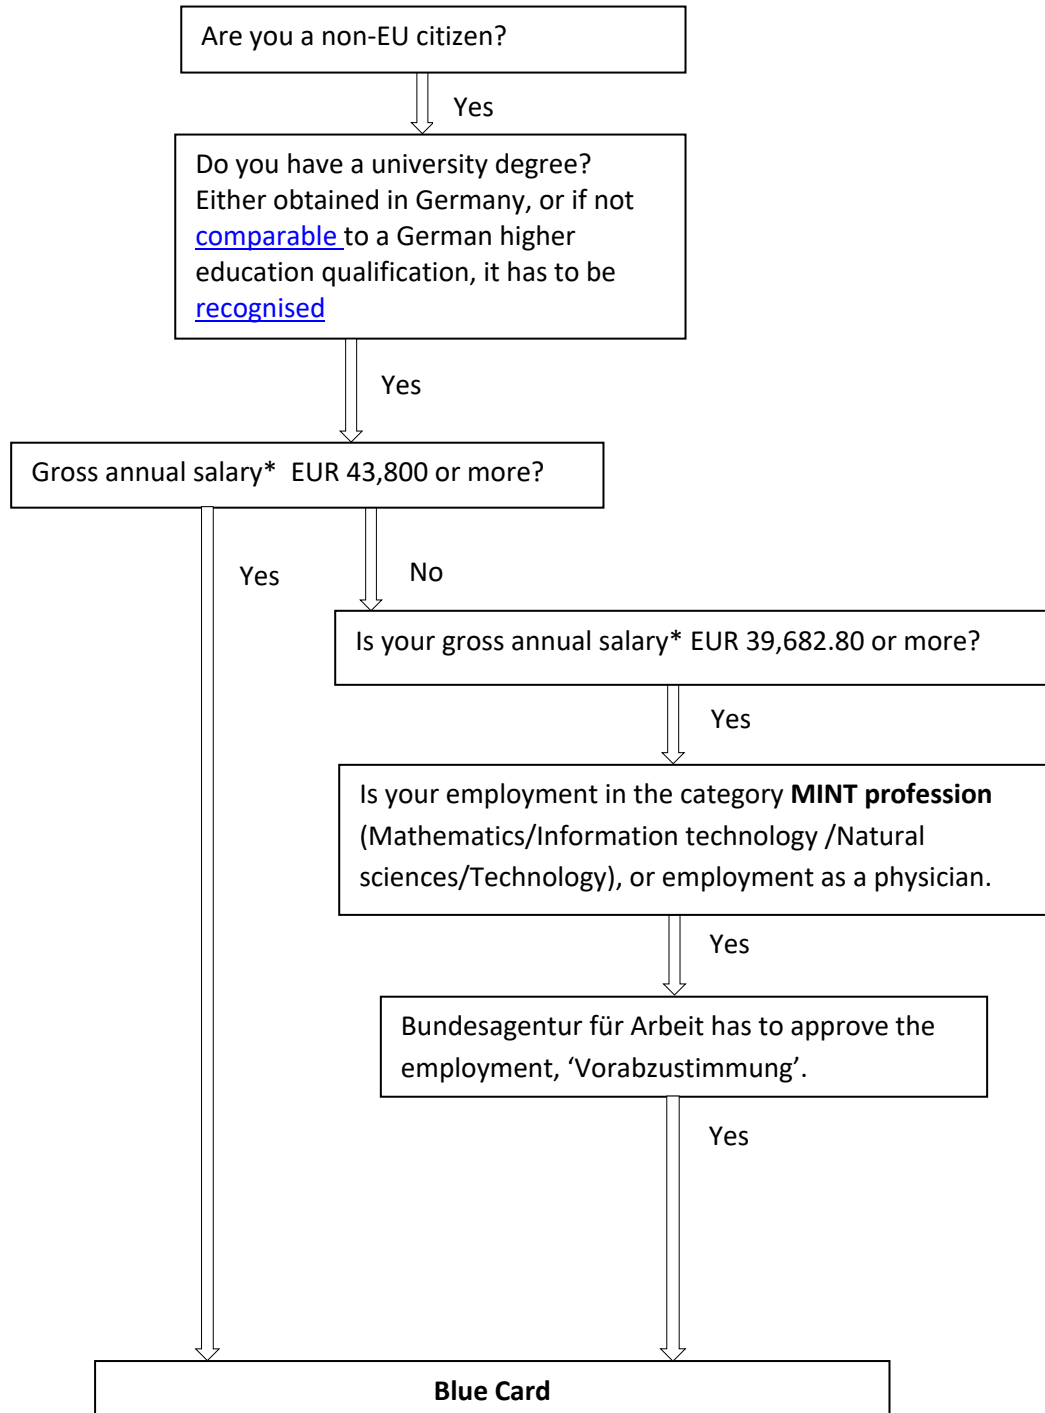 Are you a non-EU citizen?
Yes
Do you have a university degree?
Either obtained in Germany, or if not
comparable to a German higher
education qualification, it has to be
recognised
Yes
Gross annual salary*  EUR 43,800 or more?
Yes
No
Is your gross annual salary* EUR 39,682.80 or more?
Yes
Is your employment in the category MINT profession
(Mathematics/Information technology /Natural
sciences/Technology), or employment as a physician.
Yes
Bundesagentur für Arbeit has to approve the
employment, ‘Vorabzustimmung’.
Yes
Blue Card